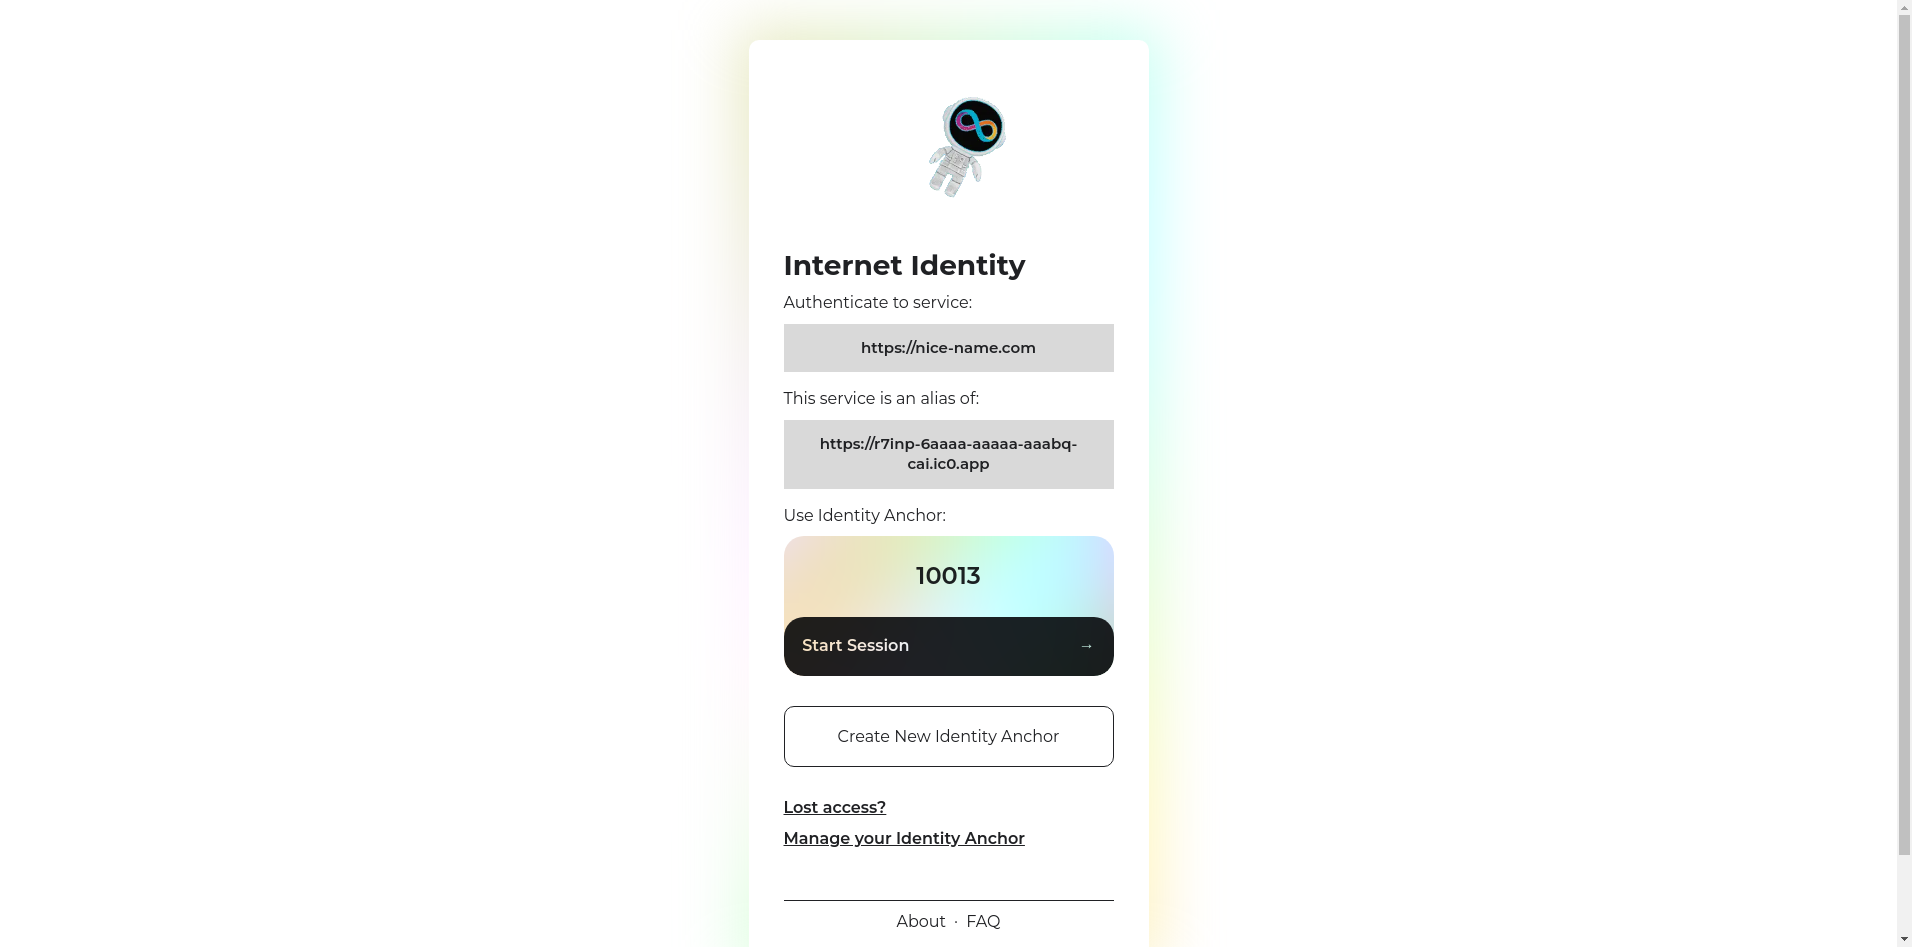 Internet Identity
Authenticate to service:
https://nice-name.com
This service is an alias of:
https://r7inp-6aaaa-aaaaa-aaabq-
cai.ic0.app
Use Identity Anchor:
10013
Start Session →
Create New Identity Anchor
Lost access?
Manage your Identity Anchor
About · FAQ